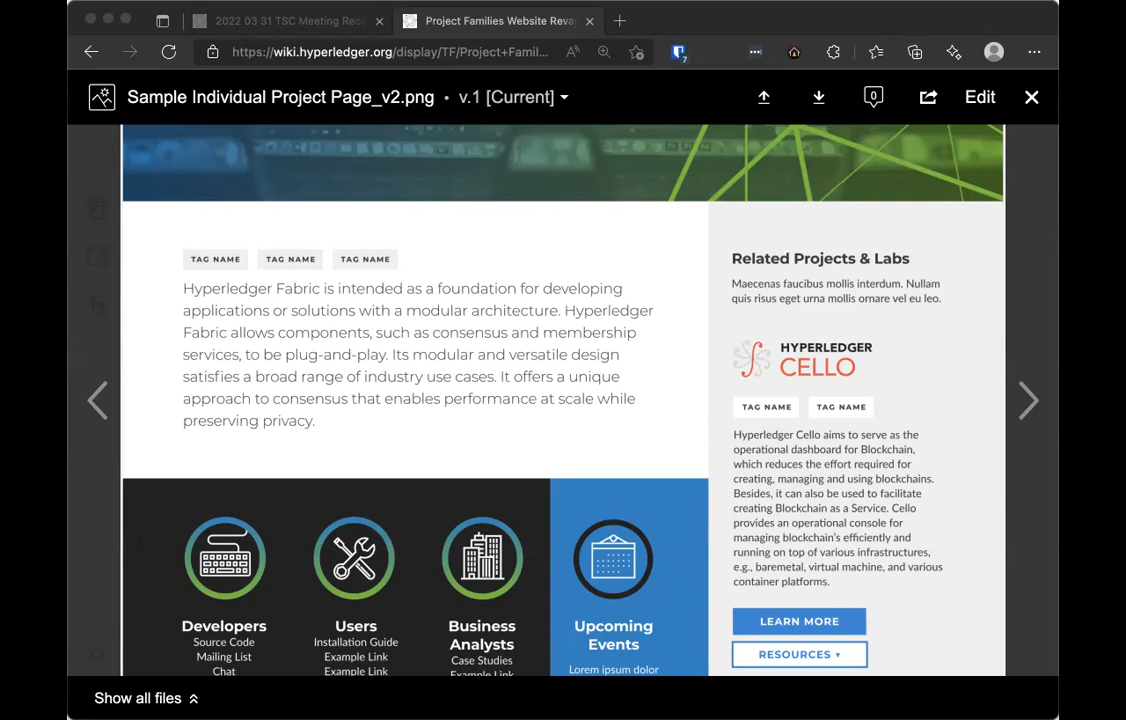 2022 03 31 TSC Meeting Rec
Project Families Website Reva
https://wiki.hyperledger.org/display/TF/Project+Famil...
7
Sample Individual Project Page_v2.png • v.1 [Current]
0
Edit
TAG NAME TAG NAME TAG NAME
Hyperledger Fabric is intended as a foundation for developing
applications or solutions with a modular architecture. Hyperledger
Fabric allows components, such as consensus and membership
services, to be plug-and-play. Its modular and versatile design
satisfies a broad range of industry use cases. It offers a unique
approach to consensus that enables performance at scale while
preserving privacy.
Developers
Source Code
Mailing List
Chat
Users
Installation Guide
Example Link
Example Link
Business
Analysts
Case Studies
Example Link
Upcoming
Events
Lorem ipsum dolor
Related Projects & Labs
Maecenas faucibus mollis interdum. Nullam
quis risus eget urna mollis ornare vel eu leo.
HYPERLEDGER
CELLO
TAG NAME TAG NAME
Hyperledger Cello aims to serve as the
operational dashboard for Blockchain,
which reduces the effort required for
creating, managing and using blockchains.
Besides, it can also be used to facilitate
creating Blockchain as a Service. Cello
provides an operational console for
managing blockchain's efficiently and
running on top of various infrastructures,
e.g., baremetal, virtual machine, and various
container platforms.
LEARN MORE
RESOURCES
Show all files